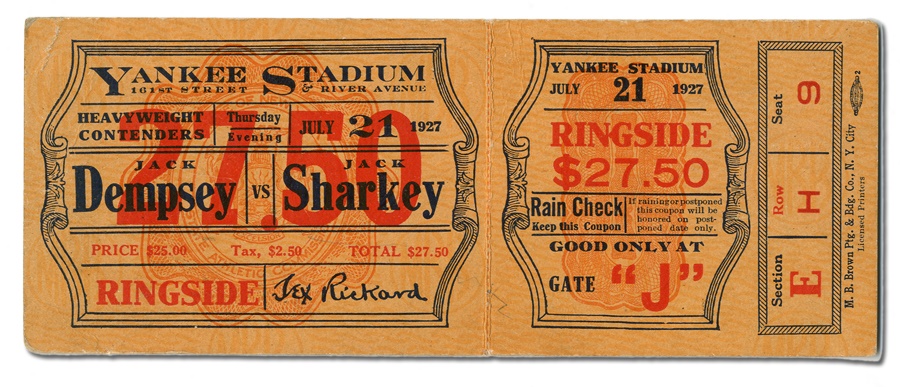 YANKEE STADIUM
161ST STREET & RIVER AVENUE
HEAVYWEIGHT CONTENDERS
Thursday Evening
JULY 21 1927
27.50
JACK Dempsey
VS
JACK Sharkey
PRICE $25.00 Tax, $2.50 TOTAL $27.50
RINGSIDE
Tex Rickard
YANKEE STADIUM
JULY 21 1927
RINGSIDE
$27.50
Rain Check
Keep this Coupon
If raining or postponed
this coupon will be
honored on post-
poned date only.
GOOD ONLY AT
GATE "J"
Section E
Row H
Seat 9
M. B. Brown Ptg. & Bdg. Co., N. Y. City
Licensed Printers